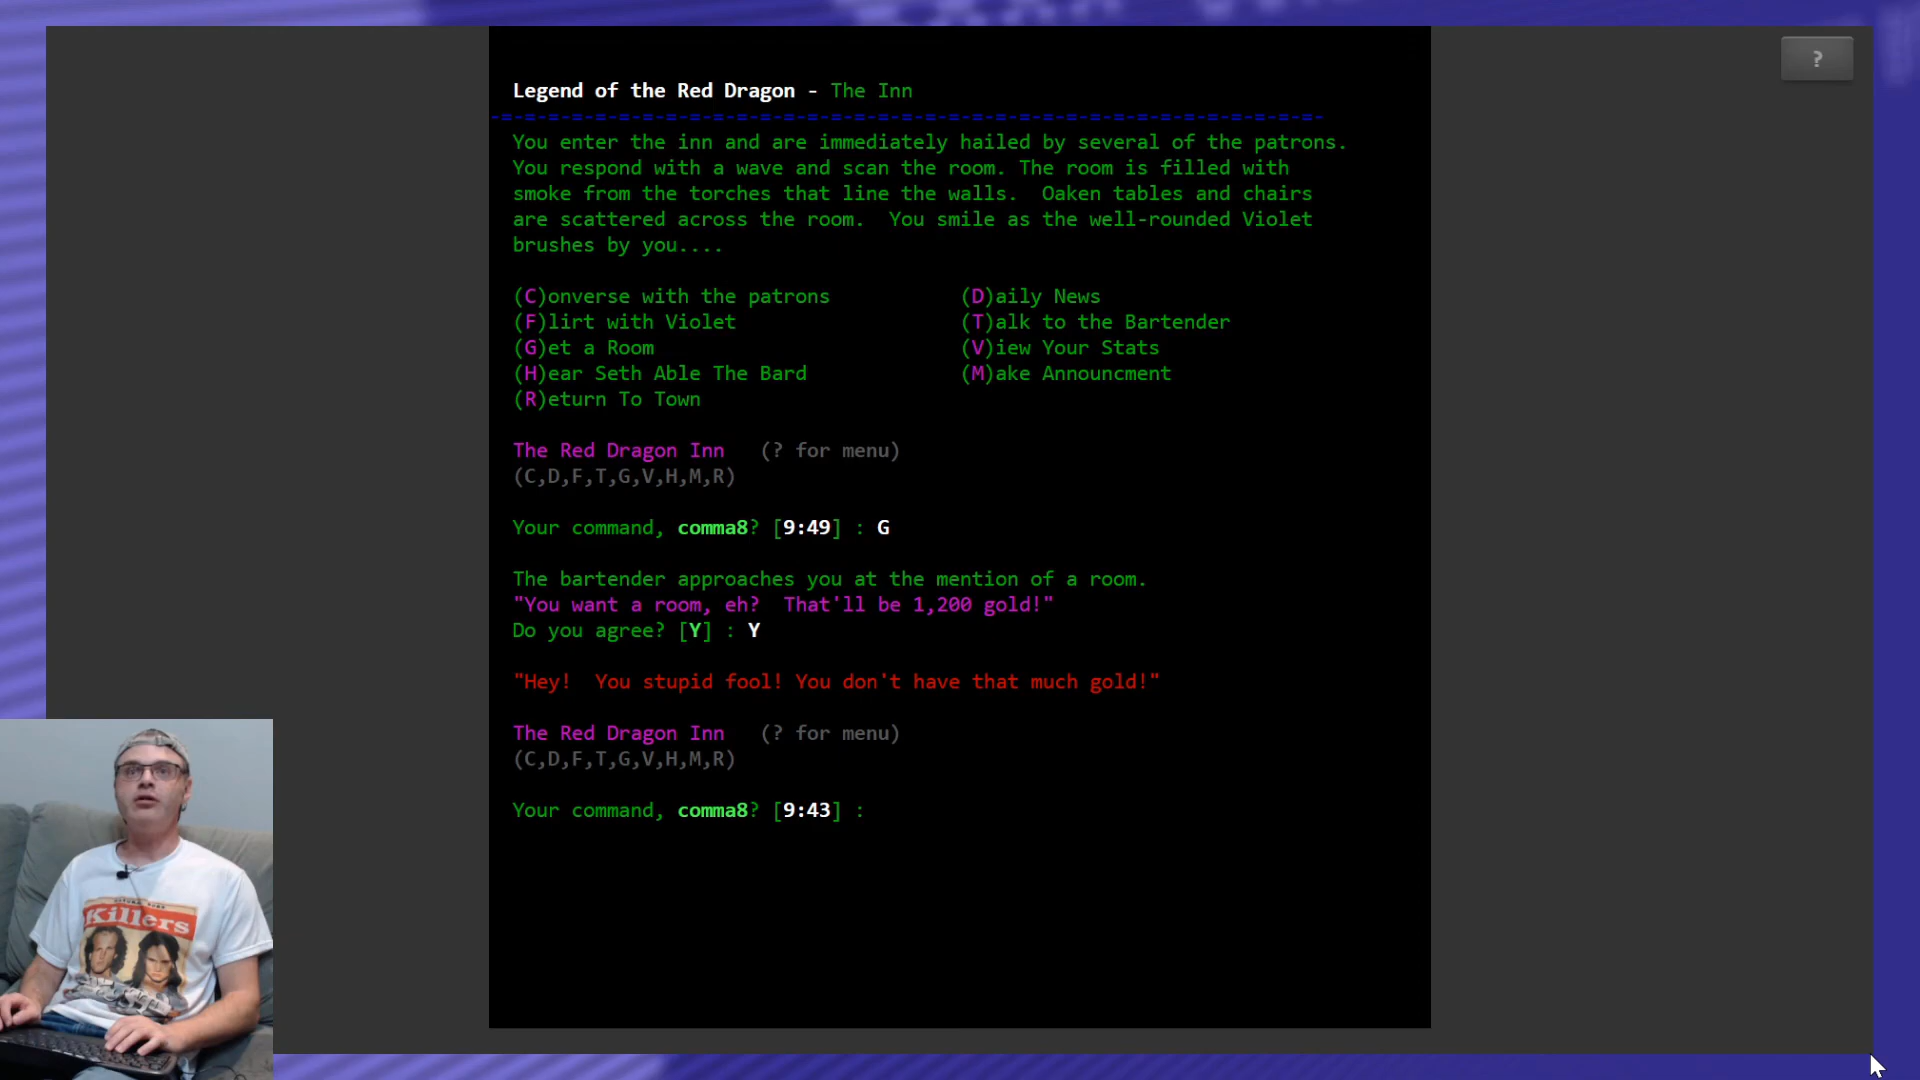 ?
Legend of the Red Dragon - The Inn
-=-=-=-=-=-=-=-=-=-=-=-=-=-=-=-=-=-=-=-=-=-=-=-=-=-=-=-=-=-=-=-=-=-=-=-
You enter the inn and are immediately hailed by several of the patrons.
You respond with a wave and scan the room. The room is filled with
smoke from the torches that line the walls.  Oaken tables and chairs
are scattered across the room.  You smile as the well-rounded Violet
brushes by you....
(C)onverse with the patrons (D)aily News
(F)lirt with Violet (T)alk to the Bartender
(G)et a Room (V)iew Your Stats
(H)ear Seth Able The Bard (M)ake Announcment
(R)eturn To Town
The Red Dragon Inn   (? for menu)
(C,D,F,T,G,V,H,M,R)
Your command, comma8? [9:49] : G
The bartender approaches you at the mention of a room.
"You want a room, eh?  That'll be 1,200 gold!"
Do you agree? [Y] : Y
"Hey!  You stupid fool! You don't have that much gold!"
The Red Dragon Inn   (? for menu)
(C,D,F,T,G,V,H,M,R)
Your command, comma8? [9:43] :
Killers